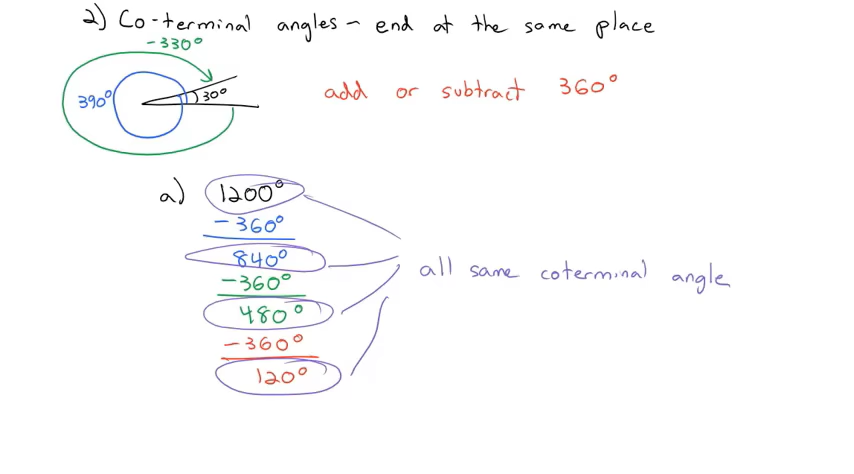 2) Co-terminal angles - end at the same place
-330°
390°
30°
add or subtract 360°
a) 1200°
-360°
840°
-360°
480°
-360°
120°
all same coterminal angle